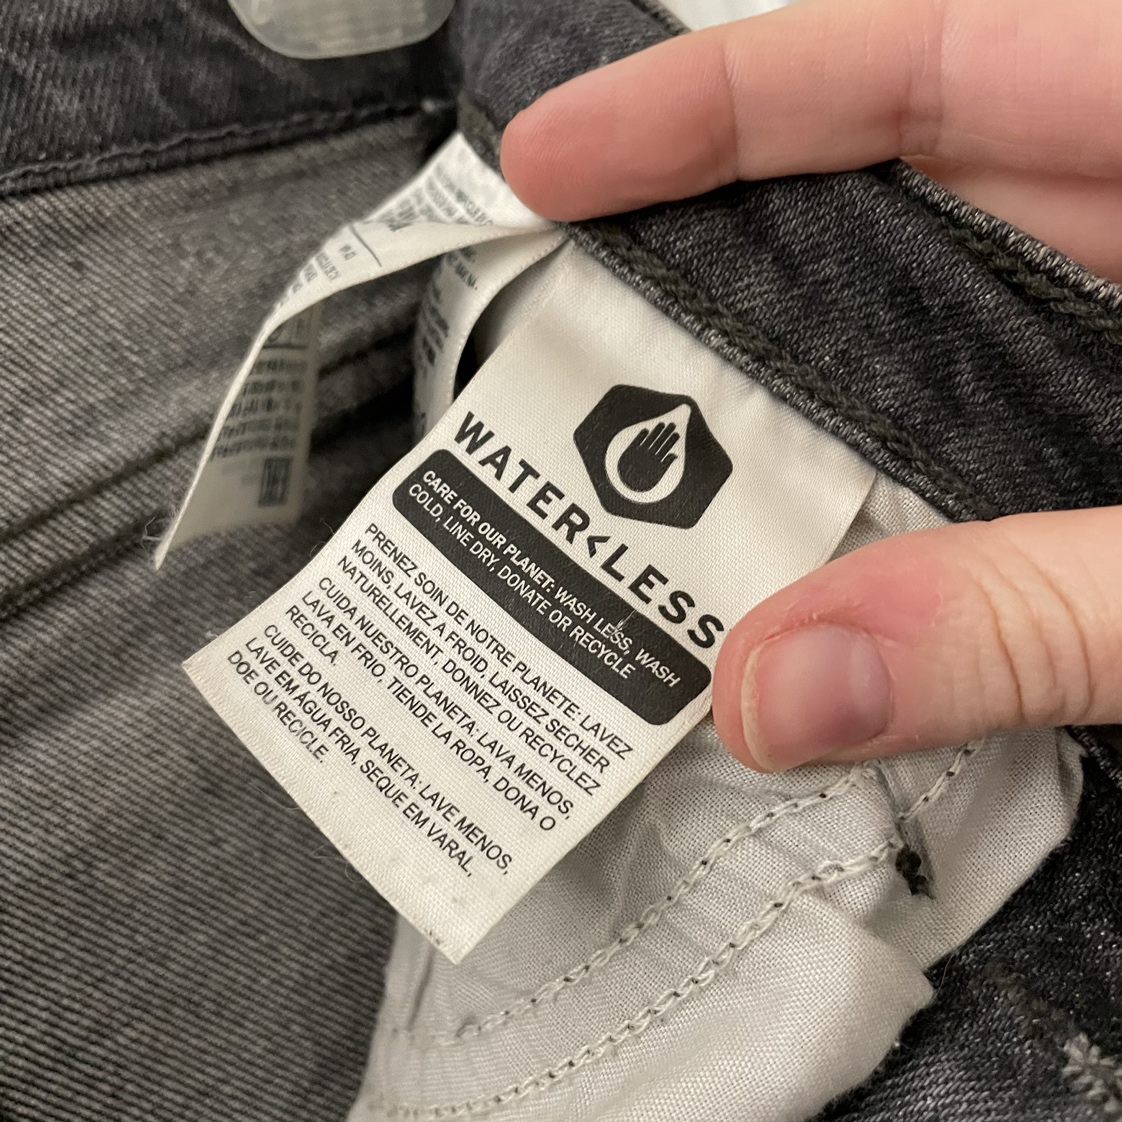 WATER<LESS
CARE FOR OUR PLANET: WASH LESS, WASH
COLD, LINE DRY, DONATE OR RECYCLE
PRENEZ SOIN DE NOTRE PLANETE: LAVEZ
MOINS, LAVEZ A FROID, LAISSEZ SECHER
NATURELLEMENT, DONNEZ OU RECYCLEZ
CUIDA NUESTRO PLANETA: LAVA MENOS,
LAVA EN FRIO, TIENDE LA ROPA, DONA O
RECICLA.
CUIDE DO NOSSO PLANETA: LAVE MENOS,
LAVE EM ÁGUA FRIA, SEQUE EM VARAL,
DOE OU RECICLE.